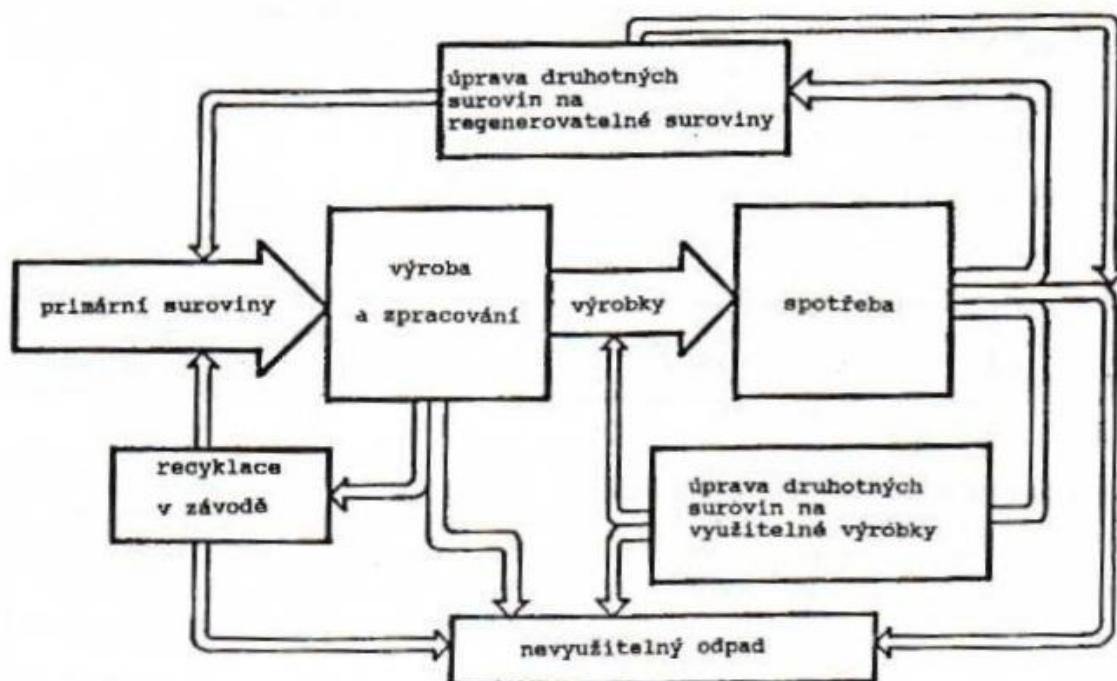 úprava druhotných
surovin na
regenerovatelné suroviny
primární suroviny
výroba
a zpracování
výrobky
spotřeba
recyklace
v závodě
úprava druhotných
surovin na
využitelné výrobky
nevyužitelný odpad